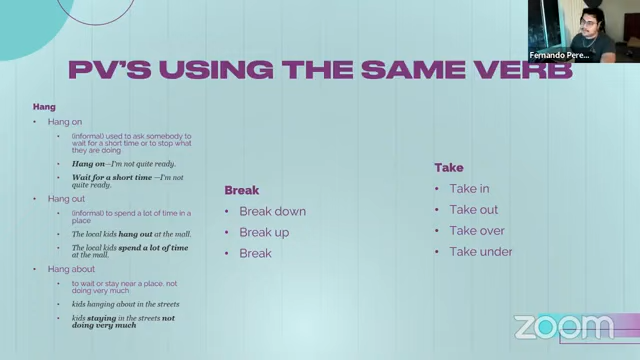 Fernando Pere...
PV'S USING THE SAME VERB
Hang
• Hang on
• (informal) used to ask somebody to
wait for a short time or to stop what
they are doing
• Hang on—I'm not quite ready.
• Wait for a short time —I'm not
quite ready.
• Hang out
• (informal) to spend a lot of time in a
place
• The local kids hang out at the mall.
• The local kids spend a lot of time
at the mall.
• Hang about
• to wait or stay near a place, not
doing very much
• kids hanging about in the streets
• kids staying in the streets not
doing very much
Break
• Break down
• Break up
• Break
Take
• Take in
• Take out
• Take over
• Take under
zoom